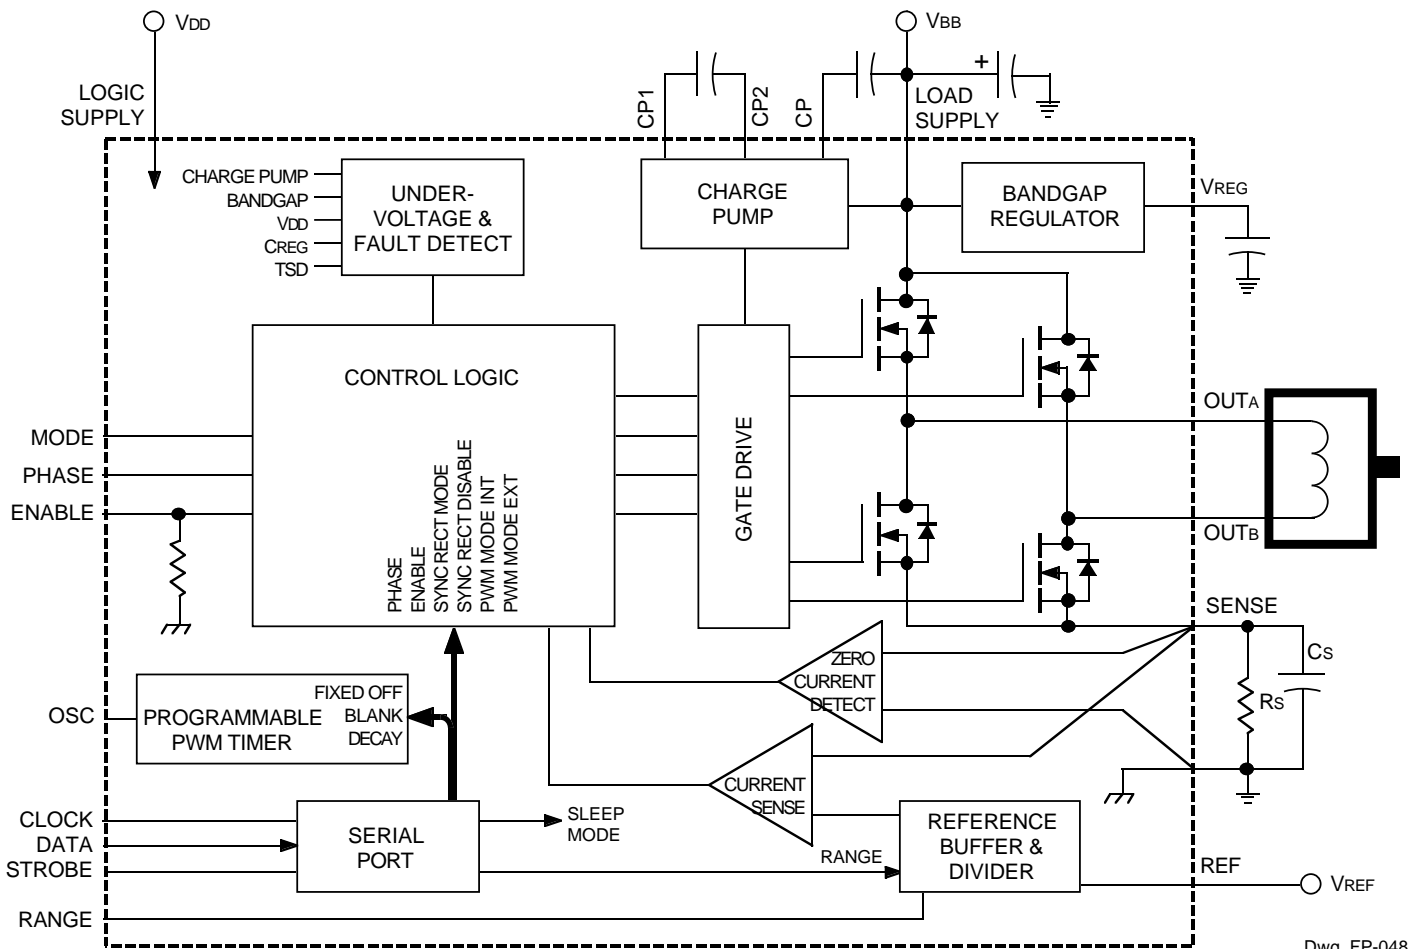 VDD
VBB
LOGIC
SUPPLY
CP1
CP2
CP
+
LOAD
SUPPLY
CHARGE PUMP
BANDGAP
VDD
CREG
TSD
UNDER-
VOLTAGE &
FAULT DETECT
CHARGE
PUMP
BANDGAP
REGULATOR
VREG
CONTROL LOGIC
MODE
PHASE
ENABLE
PHASE
ENABLE
SYNC RECT MODE
SYNC RECT DISABLE
PWM MODE INT
PWM MODE EXT
GATE DRIVE
OUTA
OUTB
SENSE
CS
RS
ZERO
CURRENT
DETECT
OSC
PROGRAMMABLE
PWM TIMER
FIXED OFF
BLANK
DECAY
CURRENT
SENSE
CLOCK
DATA
STROBE
RANGE
SERIAL
PORT
SLEEP
MODE
RANGE
REFERENCE
BUFFER &
DIVIDER
REF
VREF
Dwg. FP-048